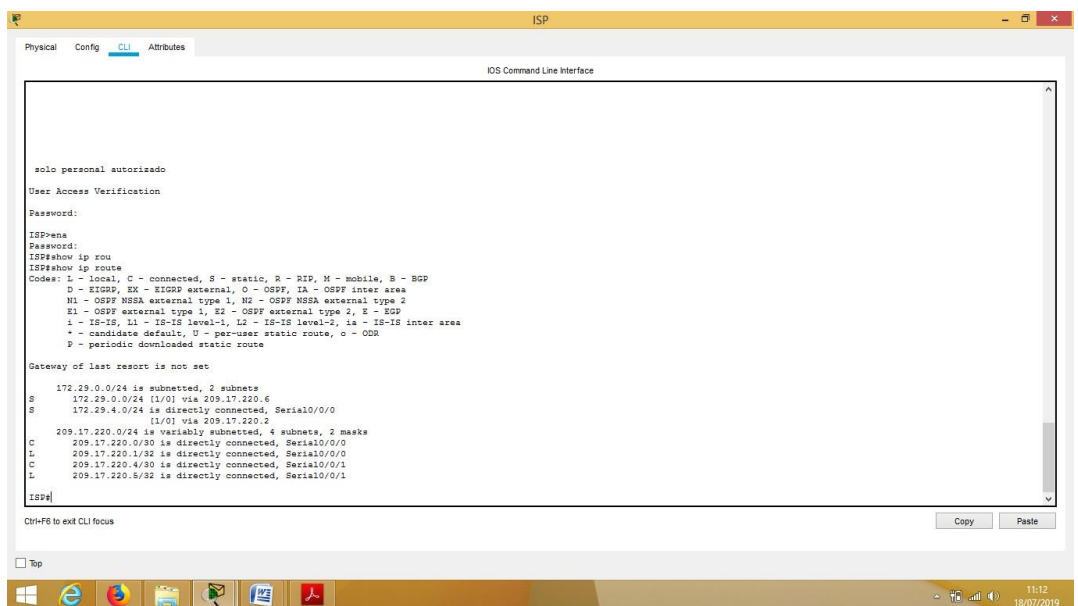 ISP
Physical Config CLI Attributes
IOS Command Line Interface
solo personal autorizado
User Access Verification
Password:
ISP>ena
Password:
ISP#show ip rou
ISP#show ip route
Codes: L - local, C - connected, S - static, R - RIP, M - mobile, B - BGP
D - EIGRP, EX - EIGRP external, O - OSPF, IA - OSPF inter area
N1 - OSPF NSSA external type 1, N2 - OSPF NSSA external type 2
E1 - OSPF external type 1, E2 - OSPF external type 2, E - EGP
i - IS-IS, L1 - IS-IS level-1, L2 - IS-IS level-2, ia - IS-IS inter area
* - candidate default, U - per-user static route, o - ODR
P - periodic downloaded static route
Gateway of last resort is not set
172.29.0.0/24 is subnetted, 2 subnets
S 172.29.0.0/24 [1/0] via 209.17.220.6
S 172.29.4.0/24 is directly connected, Serial0/0/0
[1/0] via 209.17.220.2
209.17.220.0/24 is variably subnetted, 4 subnets, 2 masks
C 209.17.220.0/30 is directly connected, Serial0/0/0
L 209.17.220.1/32 is directly connected, Serial0/0/0
C 209.17.220.4/30 is directly connected, Serial0/0/1
L 209.17.220.5/32 is directly connected, Serial0/0/1
ISP#
Ctrl+F6 to exit CLI focus
Copy Paste
Top
11:12
18/07/2019